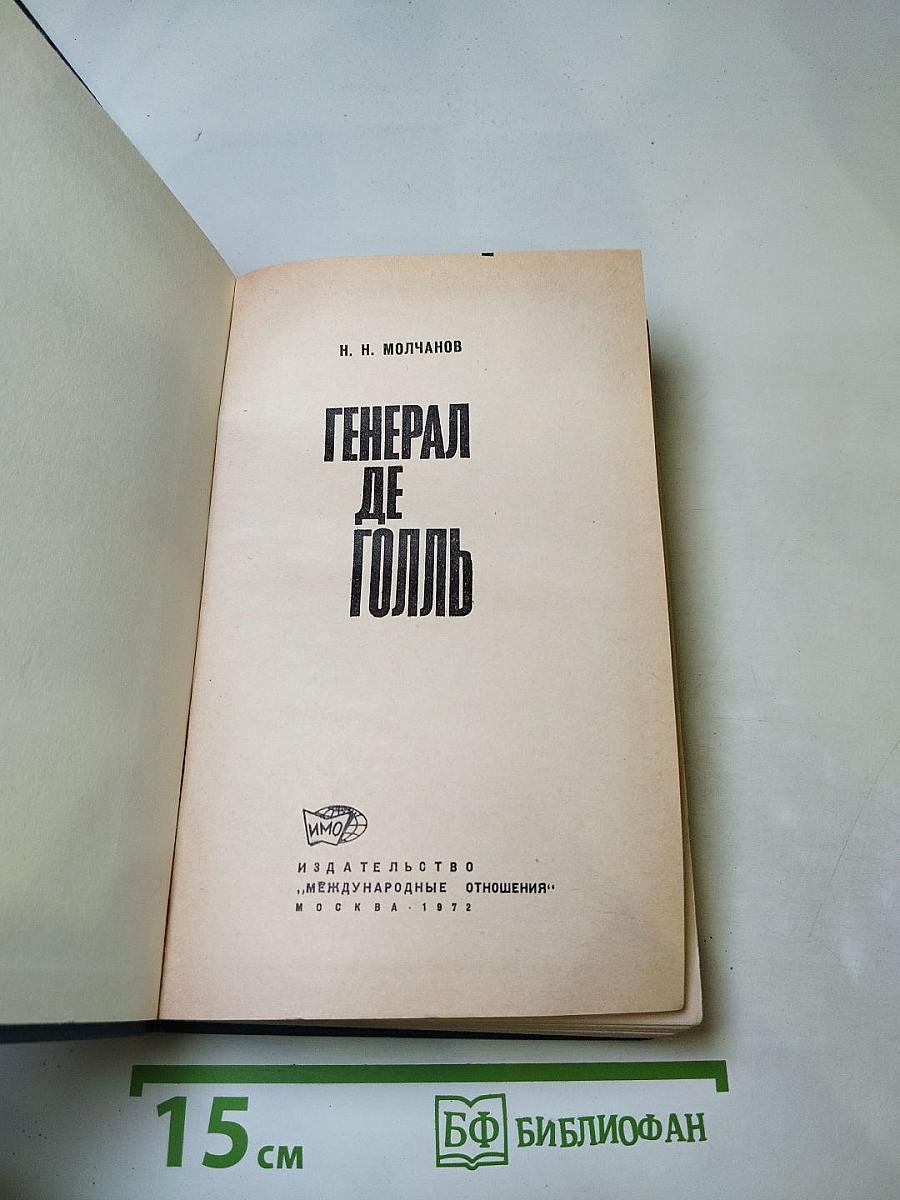 Н. Н. МОЛЧАНОВ
ГЕНЕРАЛ
ДЕ
ГОЛЛЬ
ИМО
ИЗДАТЕЛЬСТВО
„МЕЖДУНАРОДНЫЕ ОТНОШЕНИЯ“
МОСКВА · 1972
15 см
БФ БИБЛИОФАН